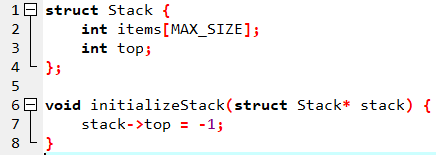 1 struct Stack {
2     int items[MAX_SIZE];
3     int top;
4 };
5
6 void initializeStack(struct Stack* stack) {
7     stack->top = -1;
8 }